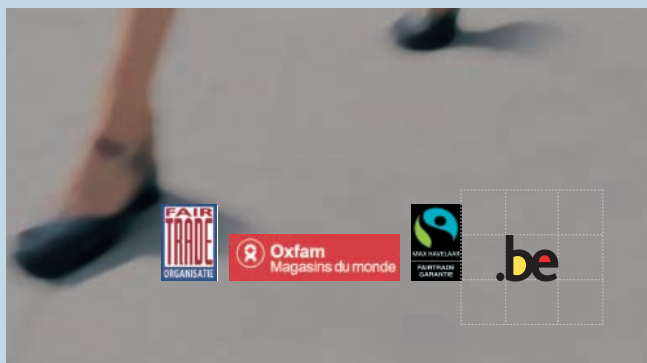 FAIR
TRADE
ORGANISATIE
Oxfam
Magasins du monde
MAX HAVELAAR
FAIRTRADE
GARANTIE
.be